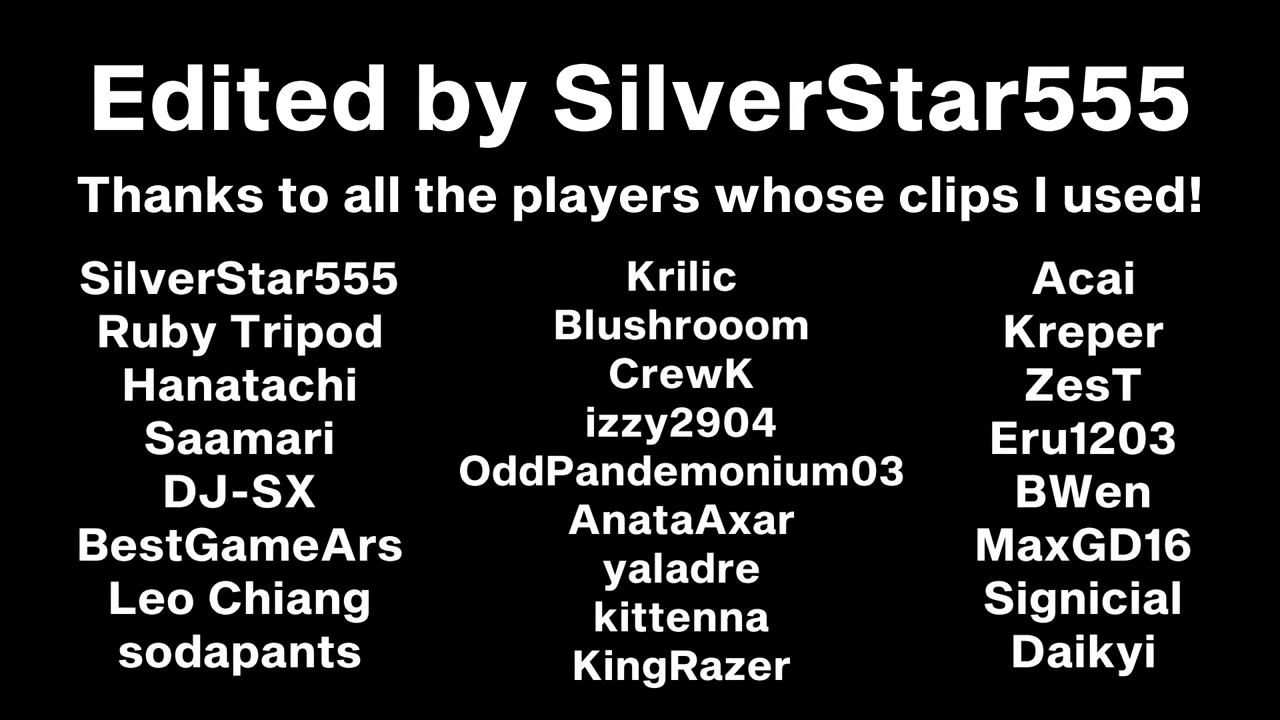 Edited by SilverStar555
Thanks to all the players whose clips I used!
SilverStar555
Ruby Tripod
Hanatachi
Saamari
DJ-SX
BestGameArs
Leo Chiang
sodapants
Krilic
Blushrooom
CrewK
izzy2904
OddPandemonium03
AnataAxar
yaladre
kittenna
KingRazer
Acai
Kreper
ZesT
Eru1203
BWen
MaxGD16
Signicial
Daikyi